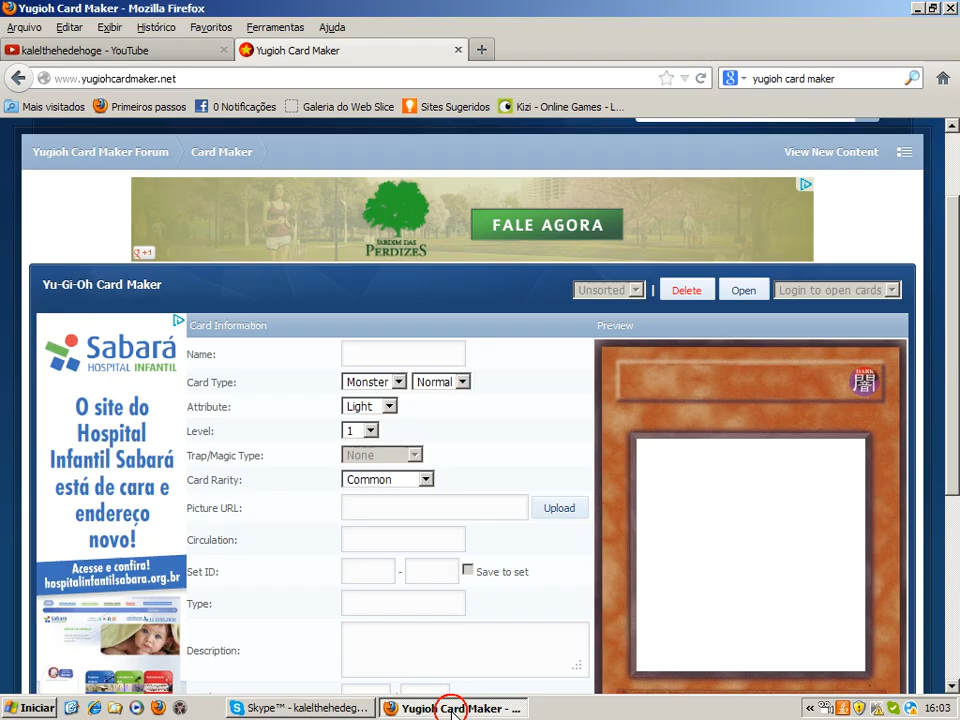 Yugioh Card Maker - Mozilla Firefox
Arquivo Editar Exibir Histórico Favoritos Ferramentas Ajuda
kalelthehedehoge - YouTube
Yugioh Card Maker
www.yugiohcardmaker.net
yugioh card maker
Mais visitados Primeiros passos 0 Notificações Galeria do Web Slice Sites Sugeridos Kizi - Online Games - L...
Yugioh Card Maker Forum Card Maker View New Content
JARDIM DAS
PERDIZES
FALE AGORA
g +1
Yu-Gi-Oh Card Maker
Unsorted | Delete Open Login to open cards
Sabará
HOSPITAL INFANTIL
O site do
Hospital
Infantil Sabará
está de cara e
endereço
novo!
Acesse e confira!
hospitalinfantilsabara.org.br
Card Information
Name:
Card Type: Monster Normal
Attribute: Light
Level: 1
Trap/Magic Type: None
Card Rarity: Common
Picture URL: Upload
Circulation:
Set ID: - Save to set
Type:
Description:
Preview
DARK
闇
Iniciar
Skype™ - kalelthehedeg...
Yugioh Card Maker - ...
« 16:03